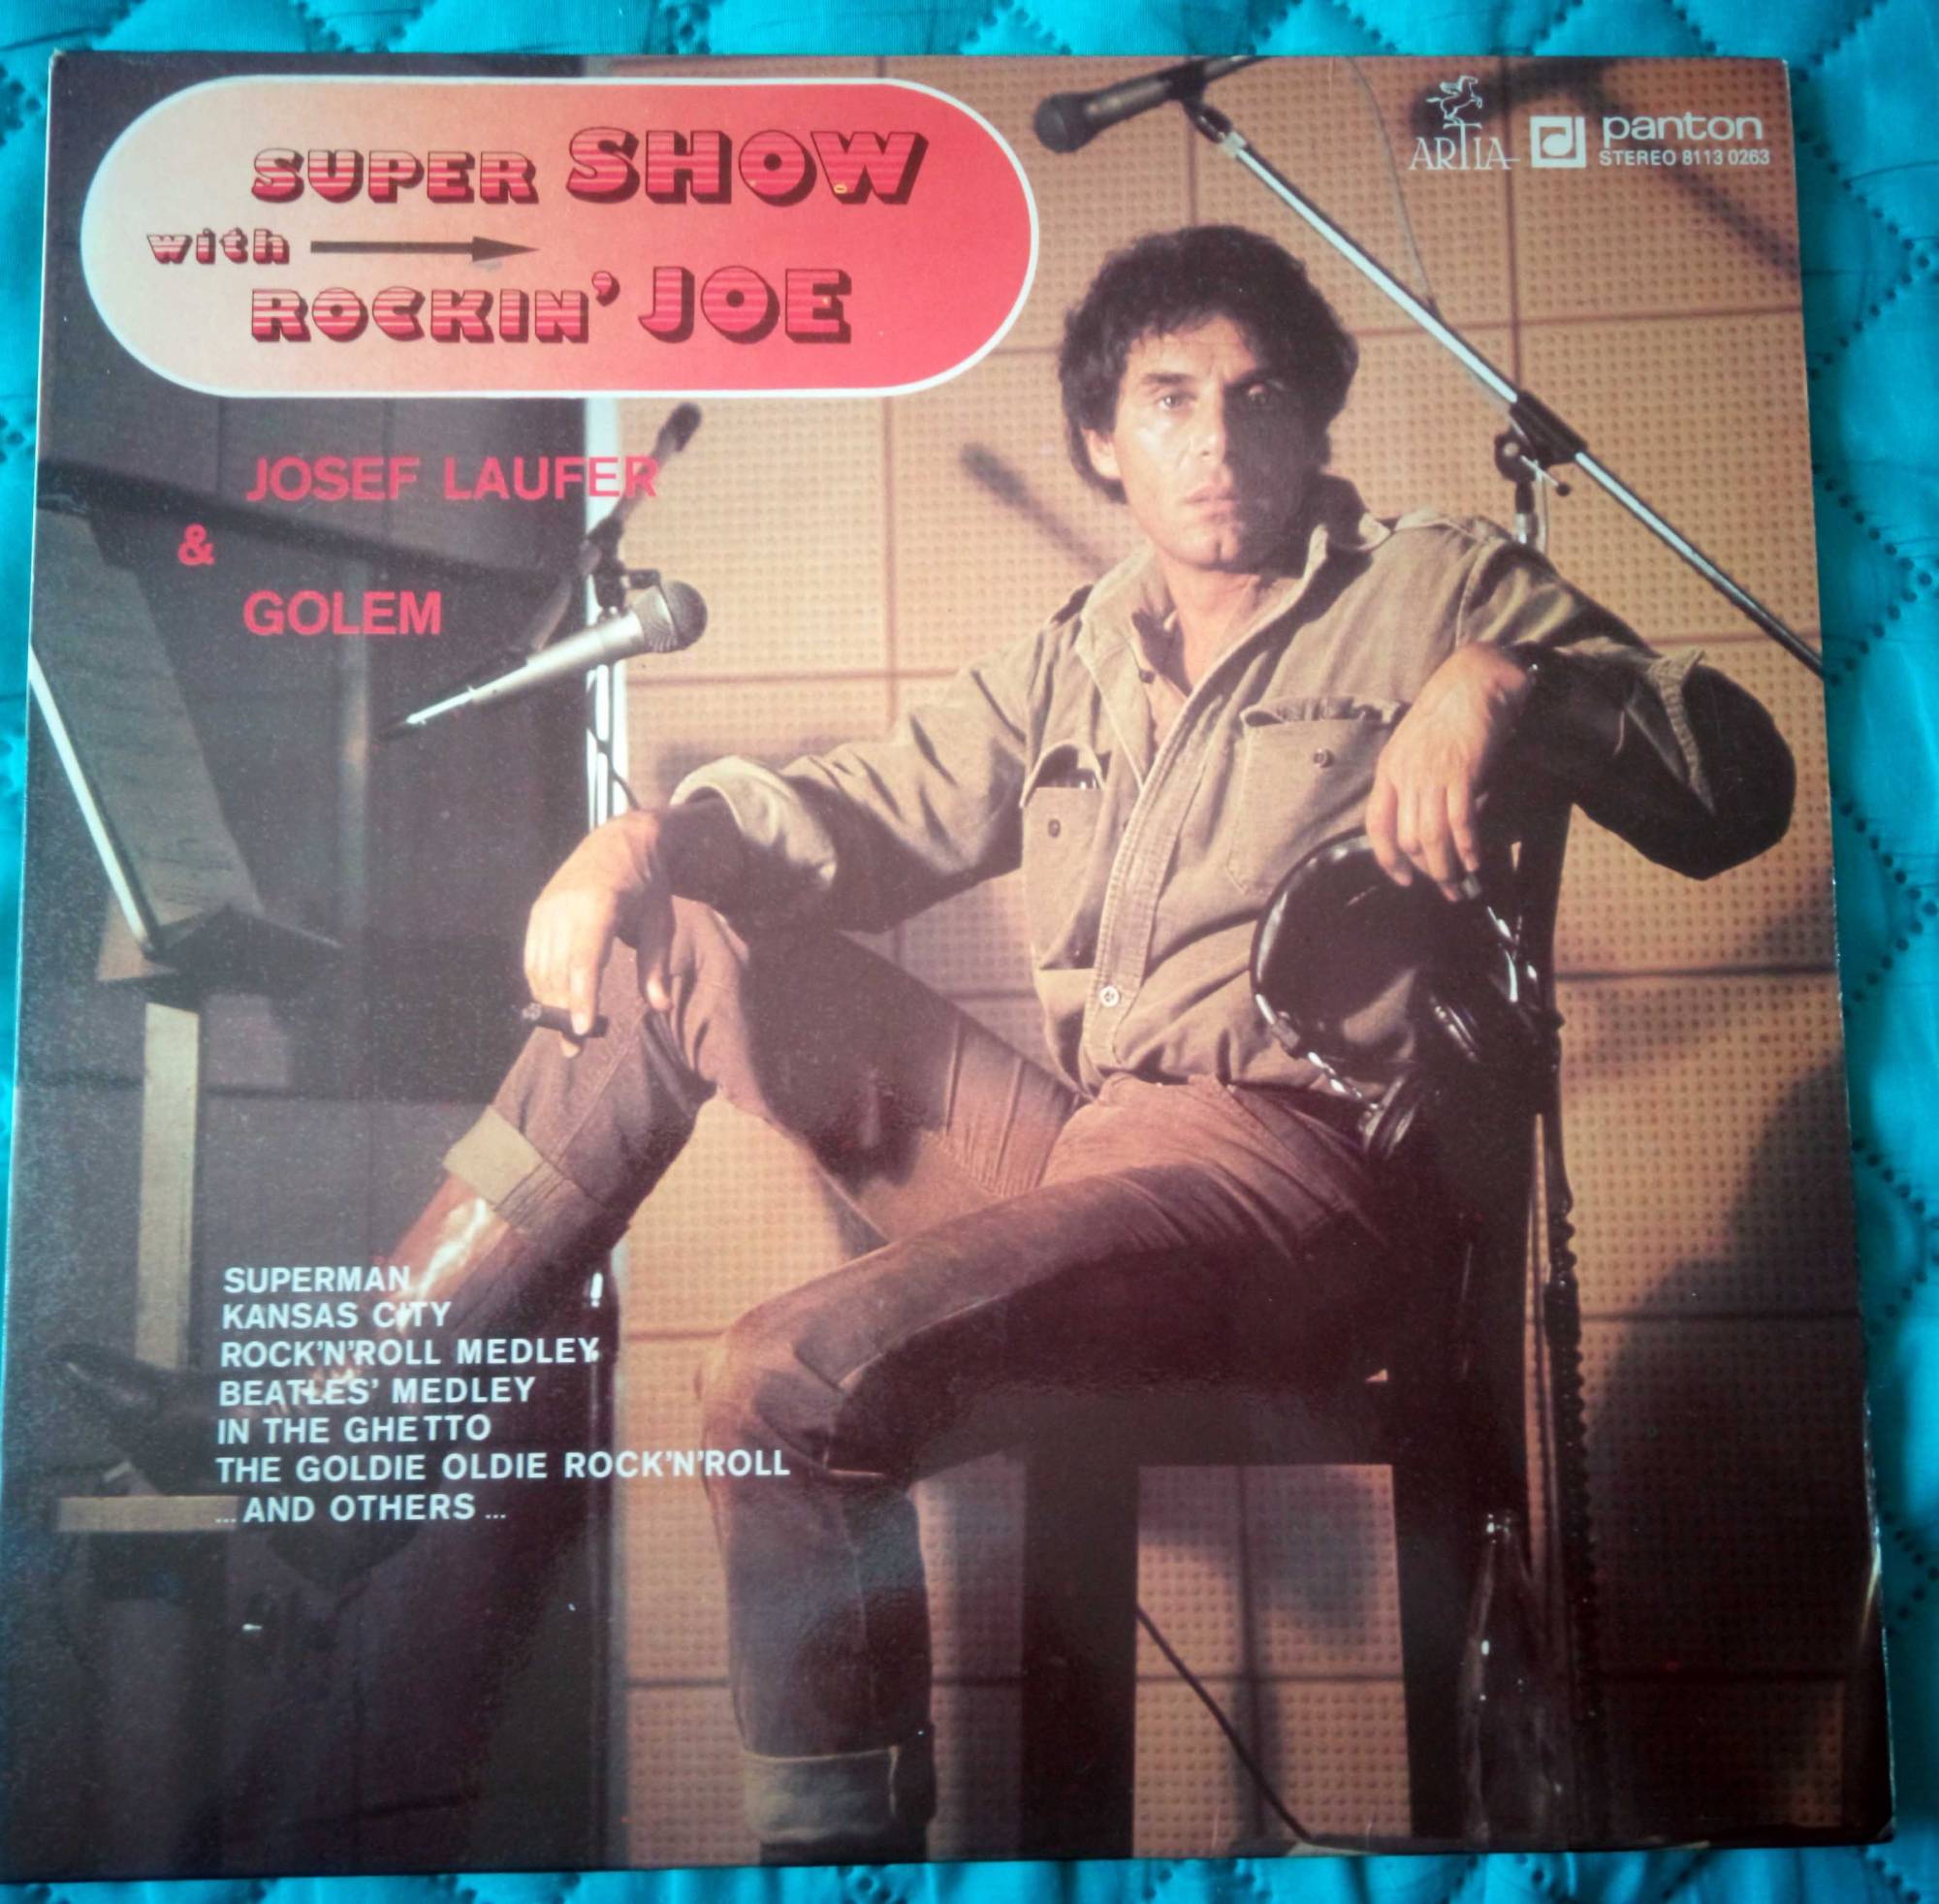 SUPER SHOW
with
ROCKIN' JOE
ARTIA
panton
STEREO 8113 0263
JOSEF LAUFER
&
GOLEM
SUPERMAN
KANSAS CITY
ROCK'N'ROLL MEDLEY
BEATLES' MEDLEY
IN THE GHETTO
THE GOLDIE OLDIE ROCK'N'ROLL
... AND OTHERS ...